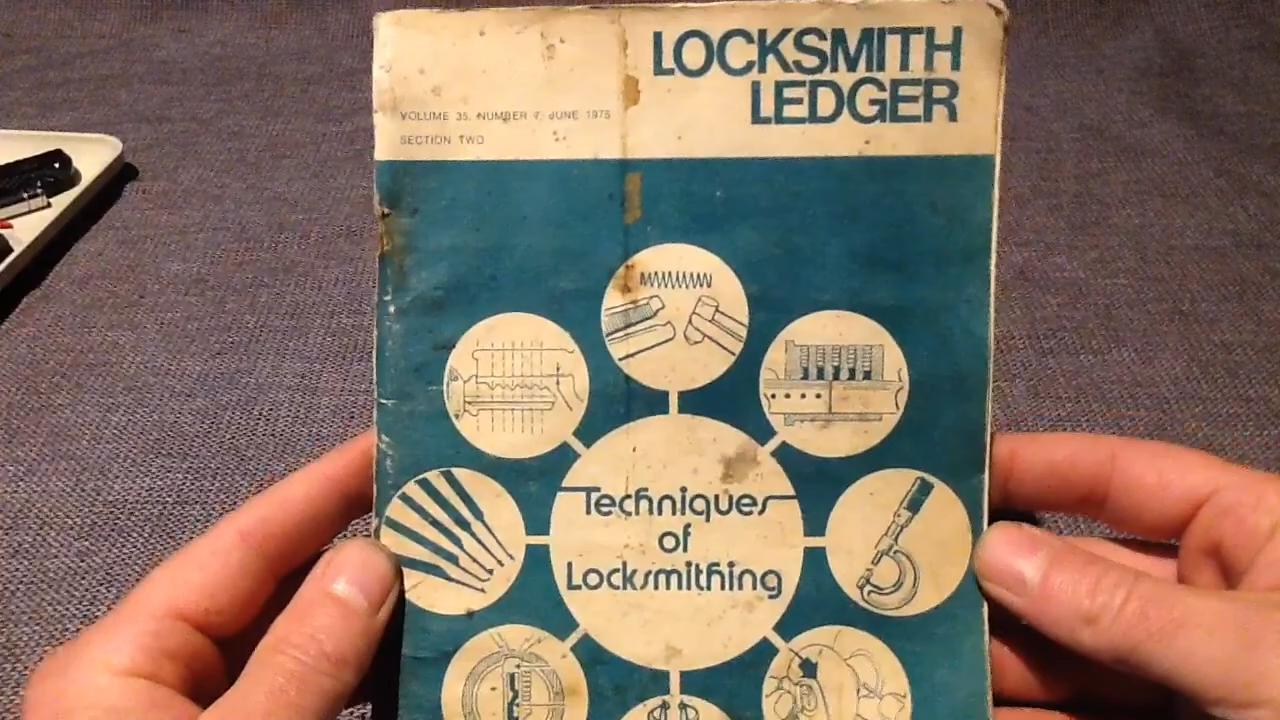 LOCKSMITH
LEDGER
VOLUME 35, NUMBER 7, JUNE 1975
SECTION TWO
Techniques
of
Locksmithing